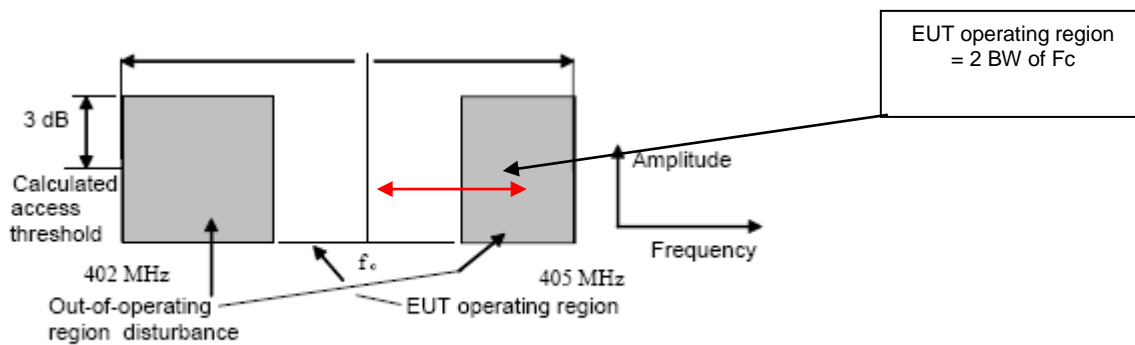 EUT operating region
= 2 BW of Fc
3 dB
Amplitude
Calculated
access
threshold
Frequency
402 MHz
fc
405 MHz
Out-of-operating
region disturbance
EUT operating region